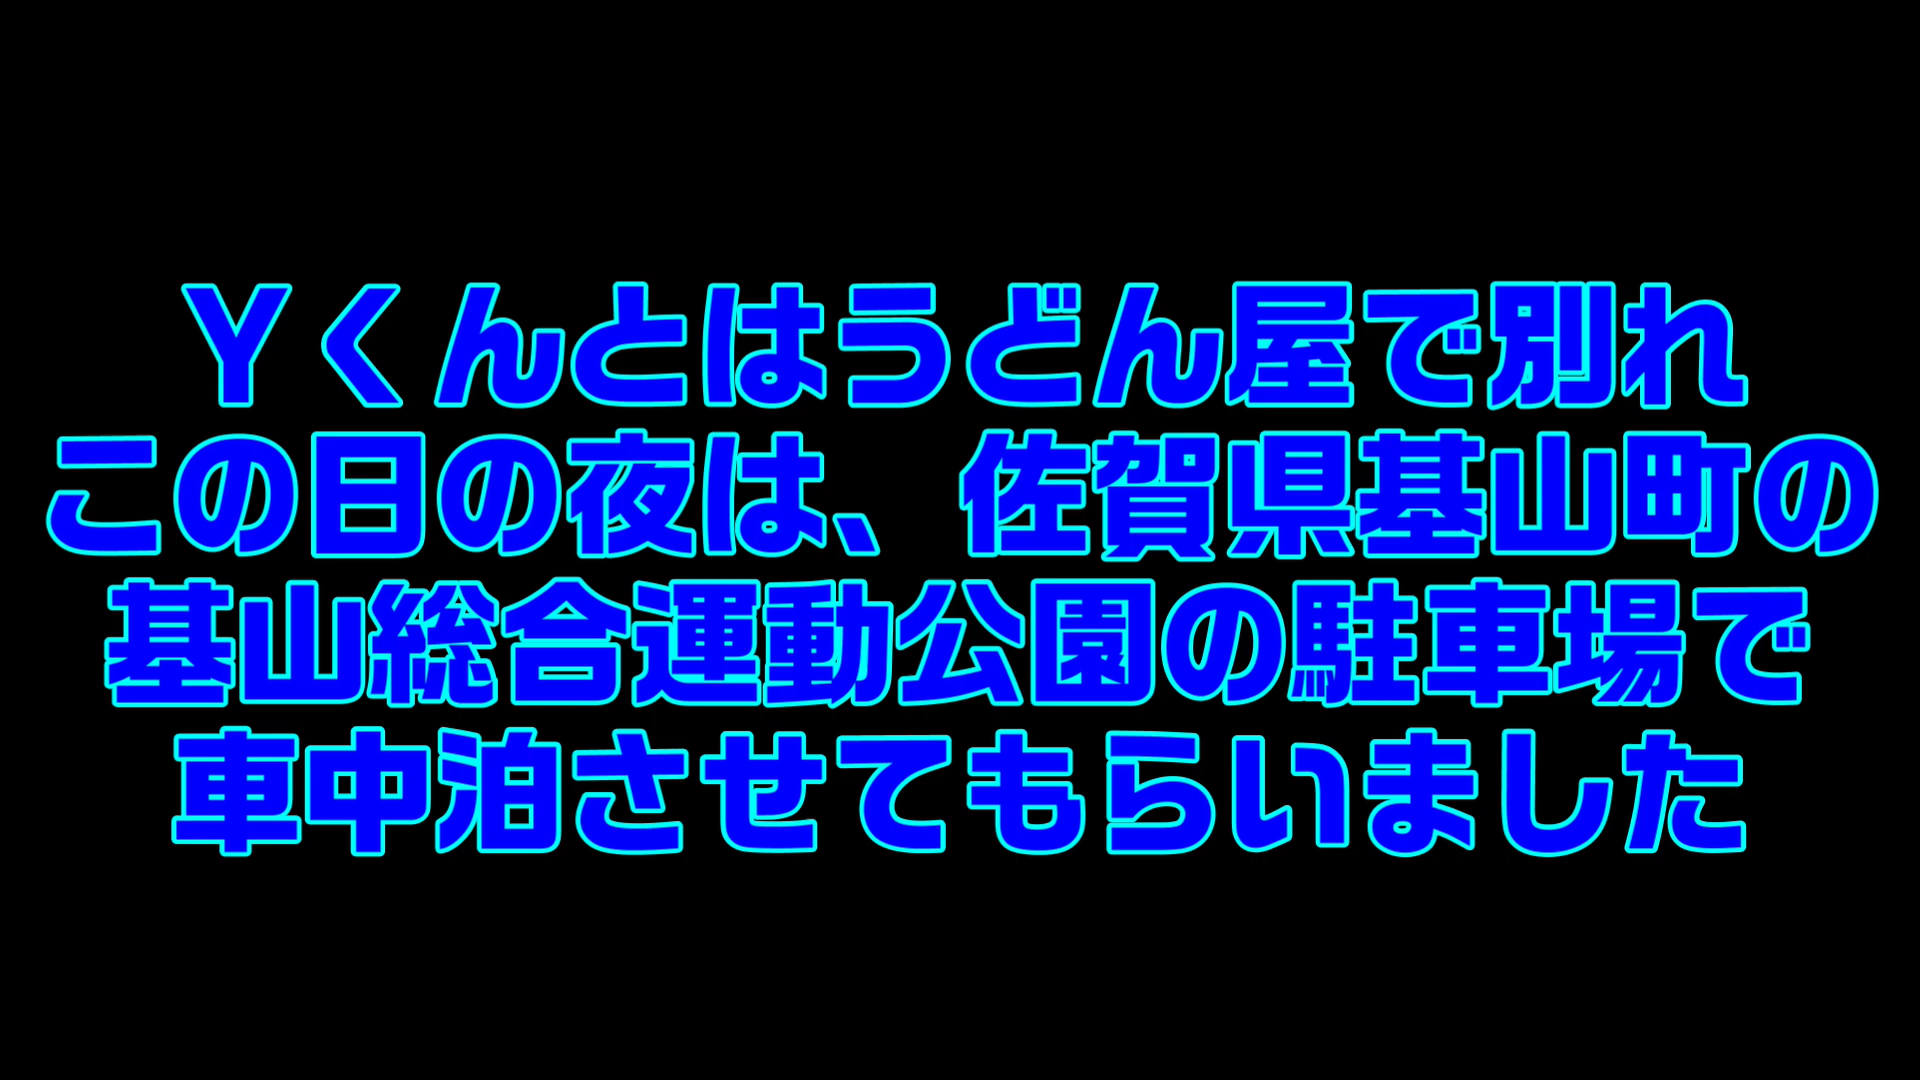 Yくんとはうどん屋で別れ
この日の夜は、佐賀県基山町の
基山総合運動公園の駐車場で
車中泊させてもらいました